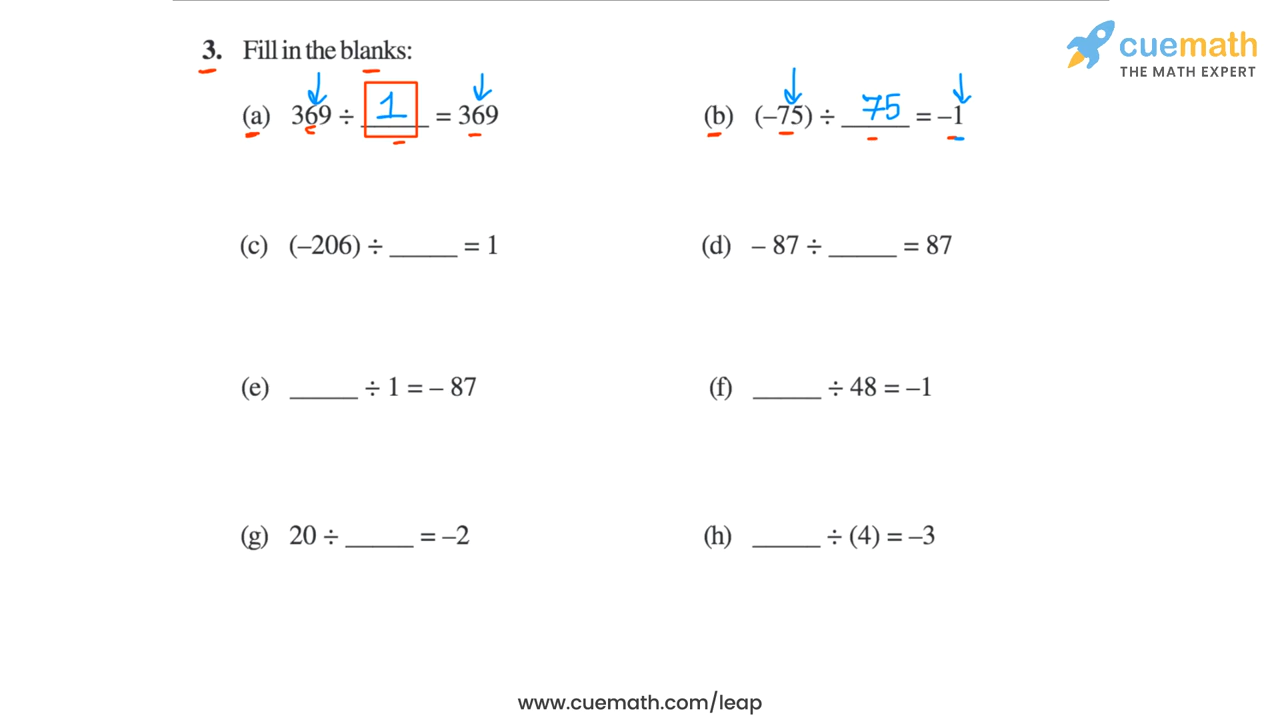 cuemath
THE MATH EXPERT
3. Fill in the blanks:
(a) 369 ÷ 1 = 369
(b) (–75) ÷ 75 = –1
(c) (–206) ÷ _____ = 1
(d) – 87 ÷ _____ = 87
(e) _____ ÷ 1 = – 87
(f) _____ ÷ 48 = –1
(g) 20 ÷ _____ = –2
(h) _____ ÷ (4) = –3
www.cuemath.com/leap